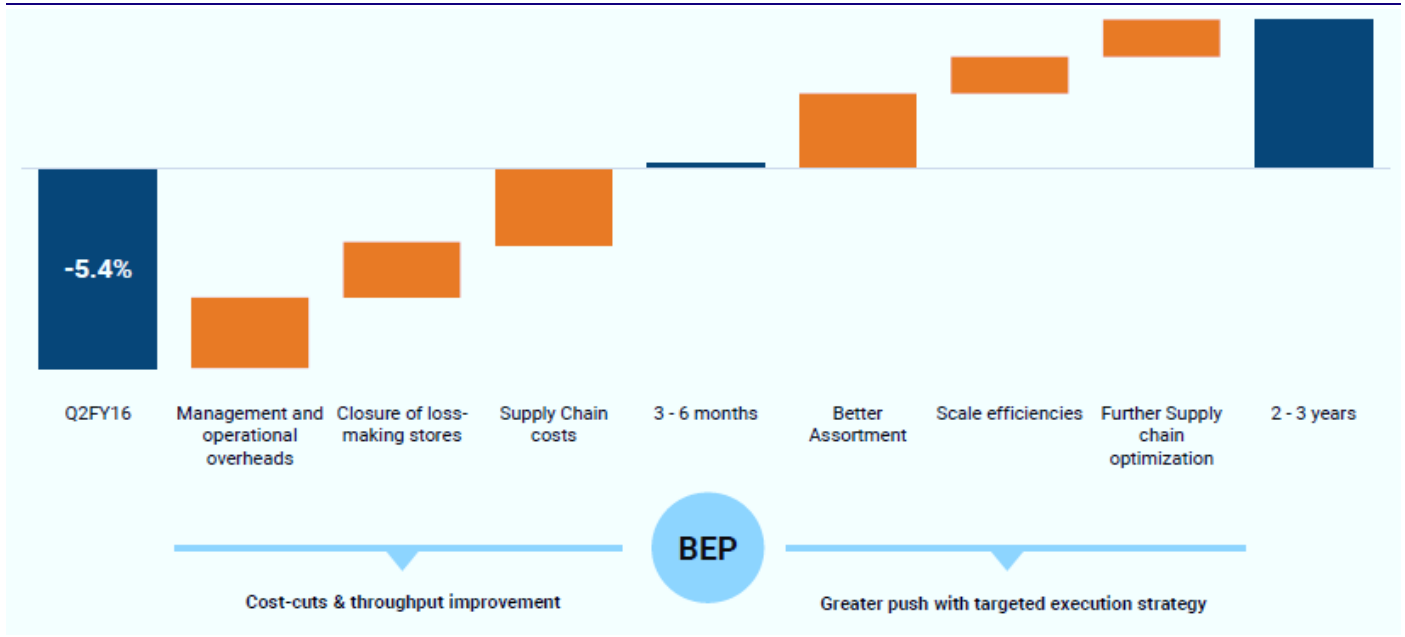 -5.4%
Q2FY16
Management and
operational
overheads
Closure of loss-
making stores
Supply Chain
costs
3 - 6 months
Better
Assortment
Scale efficiencies
Further Supply
chain
optimization
2 - 3 years
BEP
Cost-cuts & throughput improvement
Greater push with targeted execution strategy